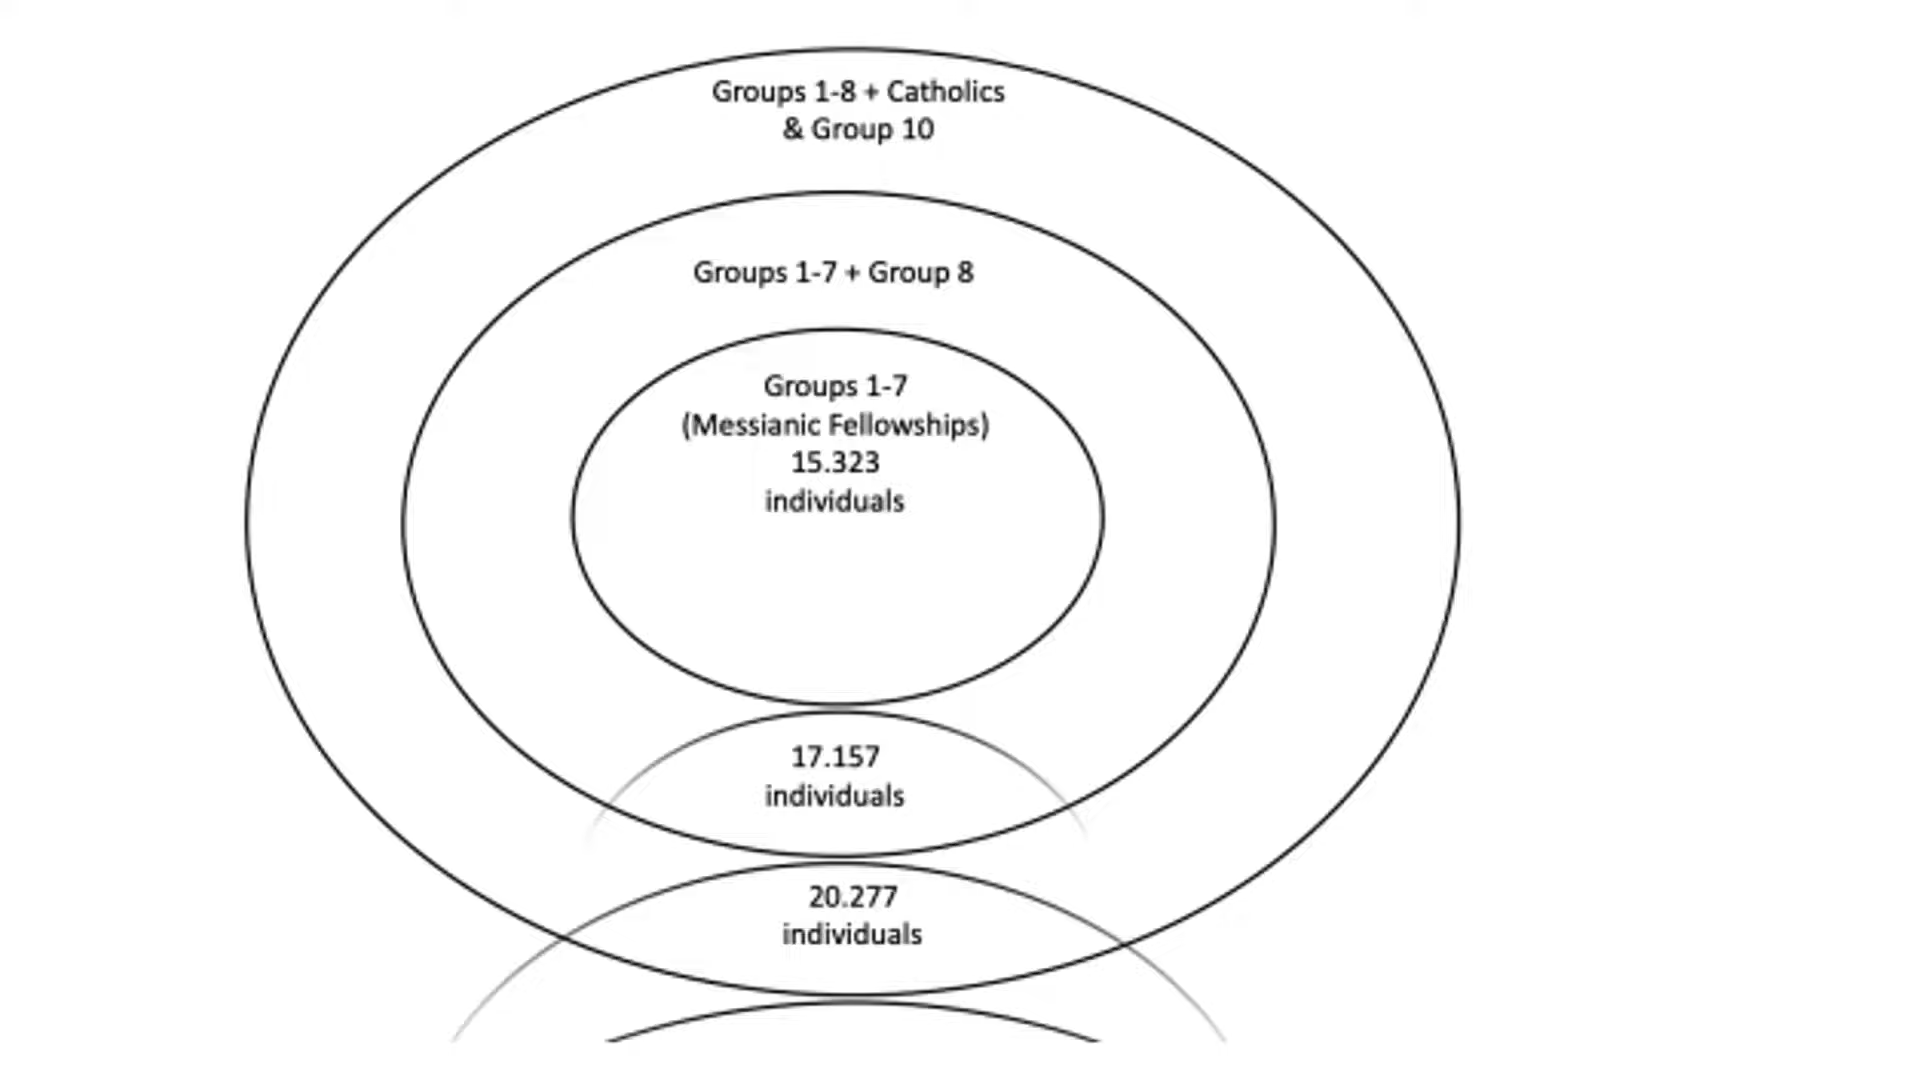 Groups 1-8 + Catholics
& Group 10
Groups 1-7 + Group 8
Groups 1-7
(Messianic Fellowships)
15.323
individuals
17.157
individuals
20.277
individuals